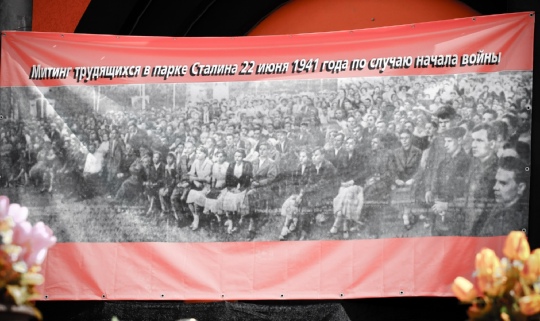 Митинг трудящихся в парке Сталина 22 июня 1941 года по случаю начала войны